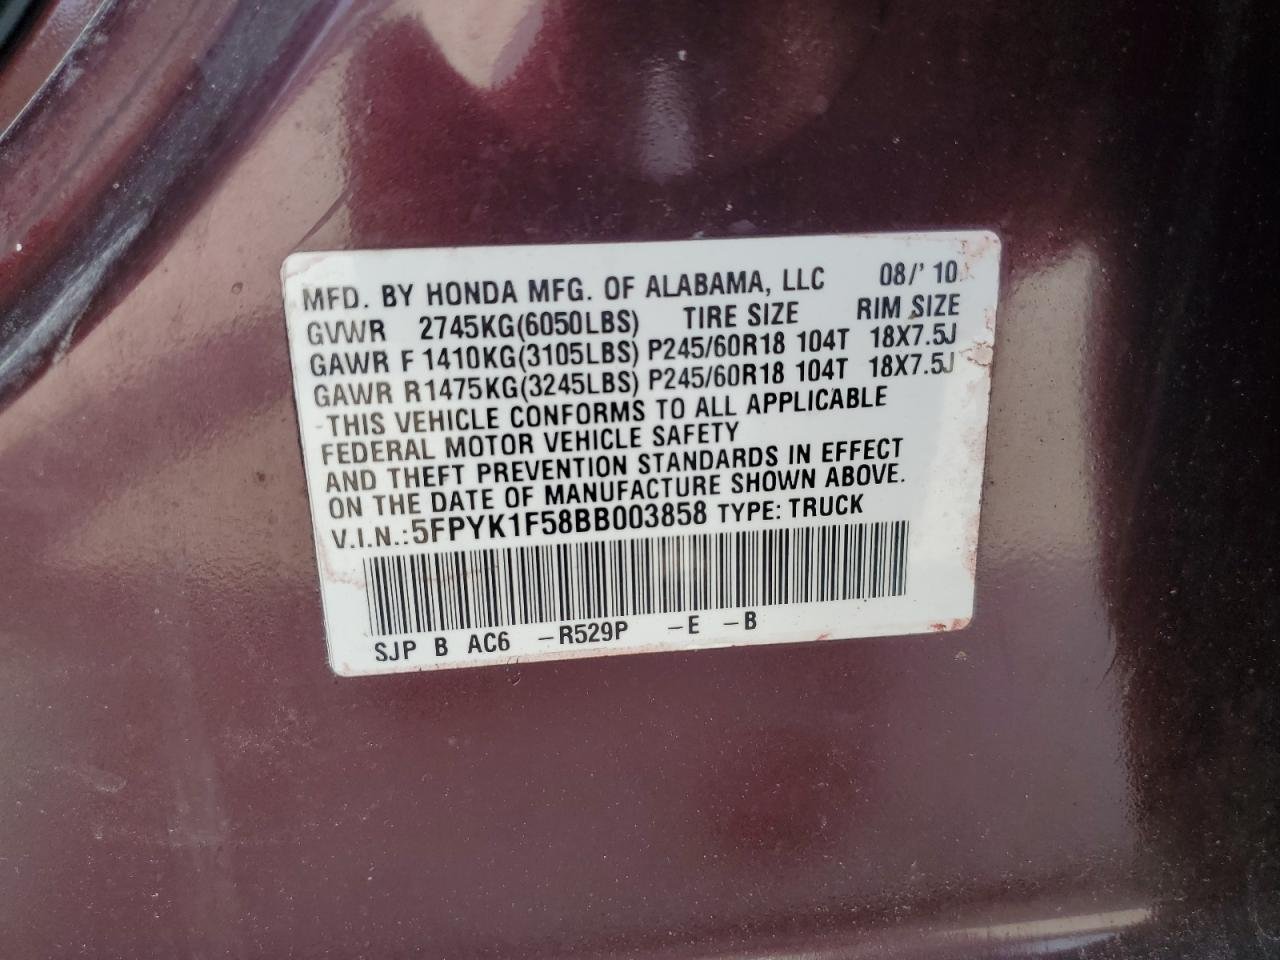 MFD. BY HONDA MFG. OF ALABAMA, LLC 08/' 10
GVWR 2745KG(6050LBS) TIRE SIZE RIM SIZE
GAWR F 1410KG(3105LBS) P245/60R18 104T 18X7.5J
GAWR R1475KG(3245LBS) P245/60R18 104T 18X7.5J
-THIS VEHICLE CONFORMS TO ALL APPLICABLE
FEDERAL MOTOR VEHICLE SAFETY
AND THEFT PREVENTION STANDARDS IN EFFECT
ON THE DATE OF MANUFACTURE SHOWN ABOVE.
V.I.N.:5FPYK1F58BB003858 TYPE: TRUCK
SJP B AC6 -R529P -E -B